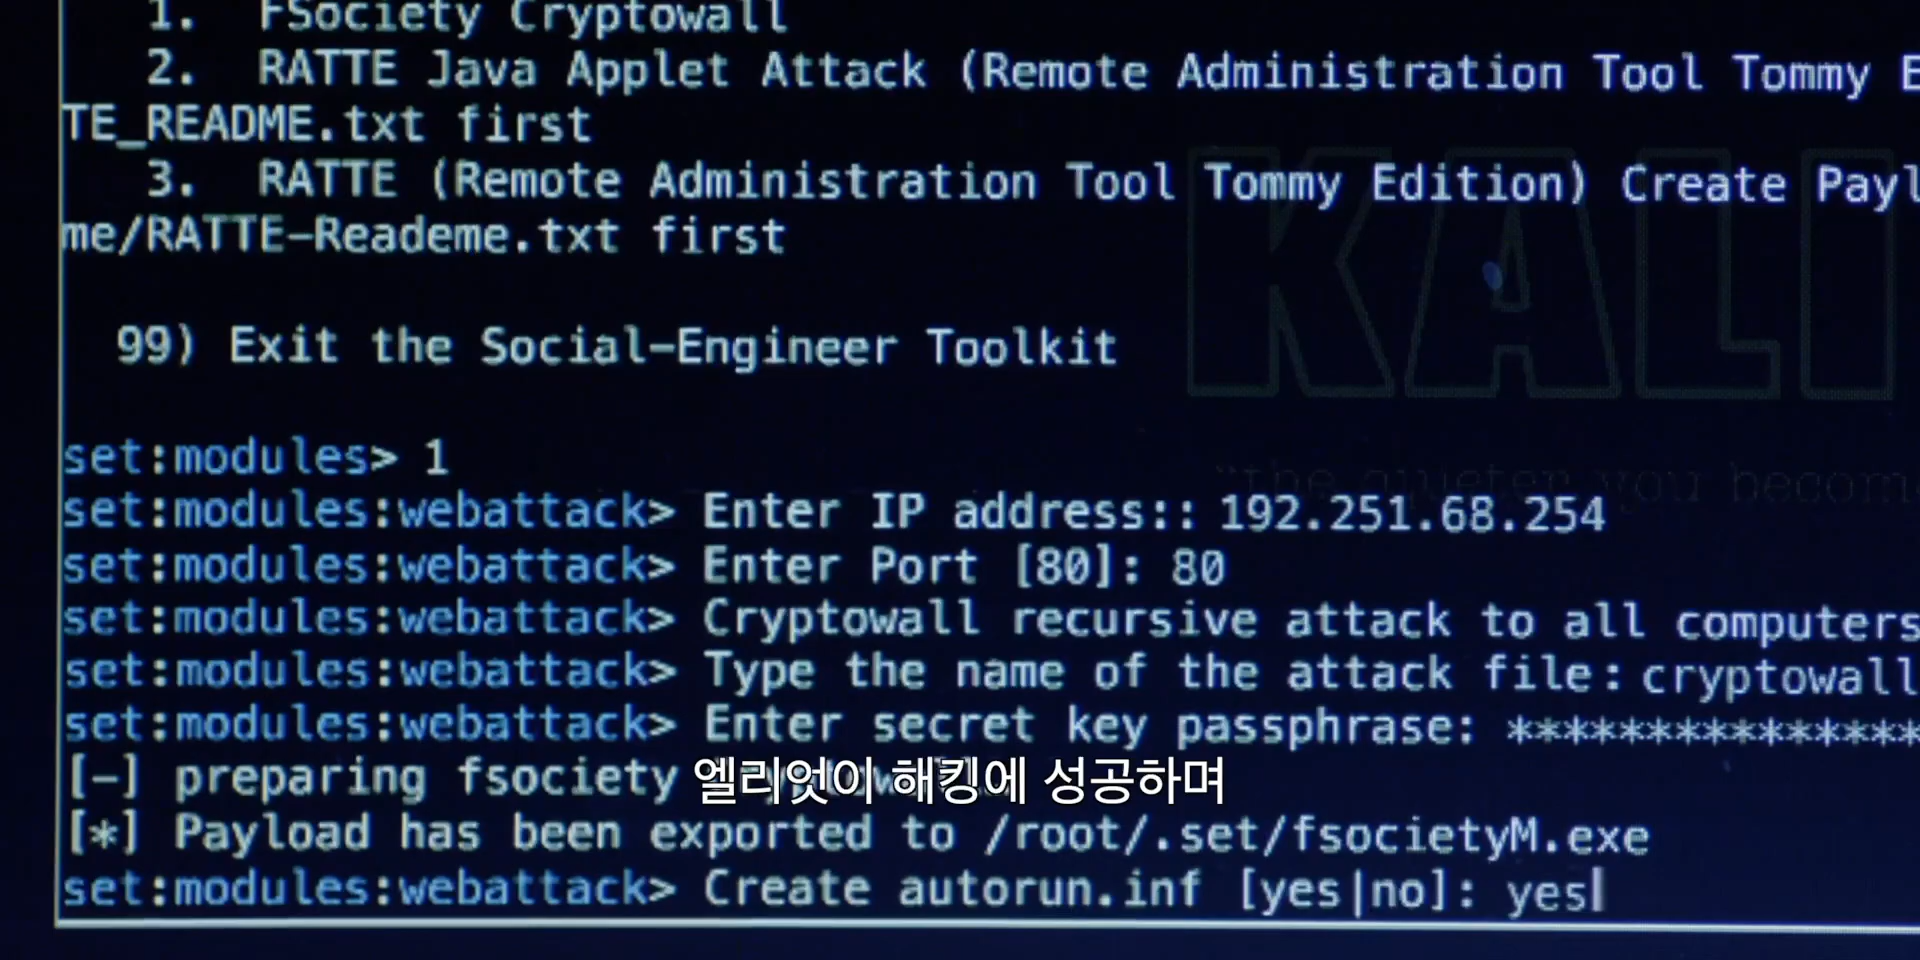 1. FSociety Cryptowall
2. RATTE Java Applet Attack (Remote Administration Tool Tommy E
TE_README.txt first
3. RATTE (Remote Administration Tool Tommy Edition) Create Payl
me/RATTE-Reademe.txt first
KALI
99) Exit the Social-Engineer Toolkit
set:modules> 1
"the quieter you become
set:modules:webattack> Enter IP address:: 192.251.68.254
set:modules:webattack> Enter Port [80]: 80
set:modules:webattack> Cryptowall recursive attack to all computers
set:modules:webattack> Type the name of the attack file: cryptowall
set:modules:webattack> Enter secret key passphrase: ***************
[-] preparing fsociety
엘리엇이 해킹에 성공하며
[*] Payload has been exported to /root/.set/fsocietyM.exe
set:modules:webattack> Create autorun.inf [yes|no]: yes